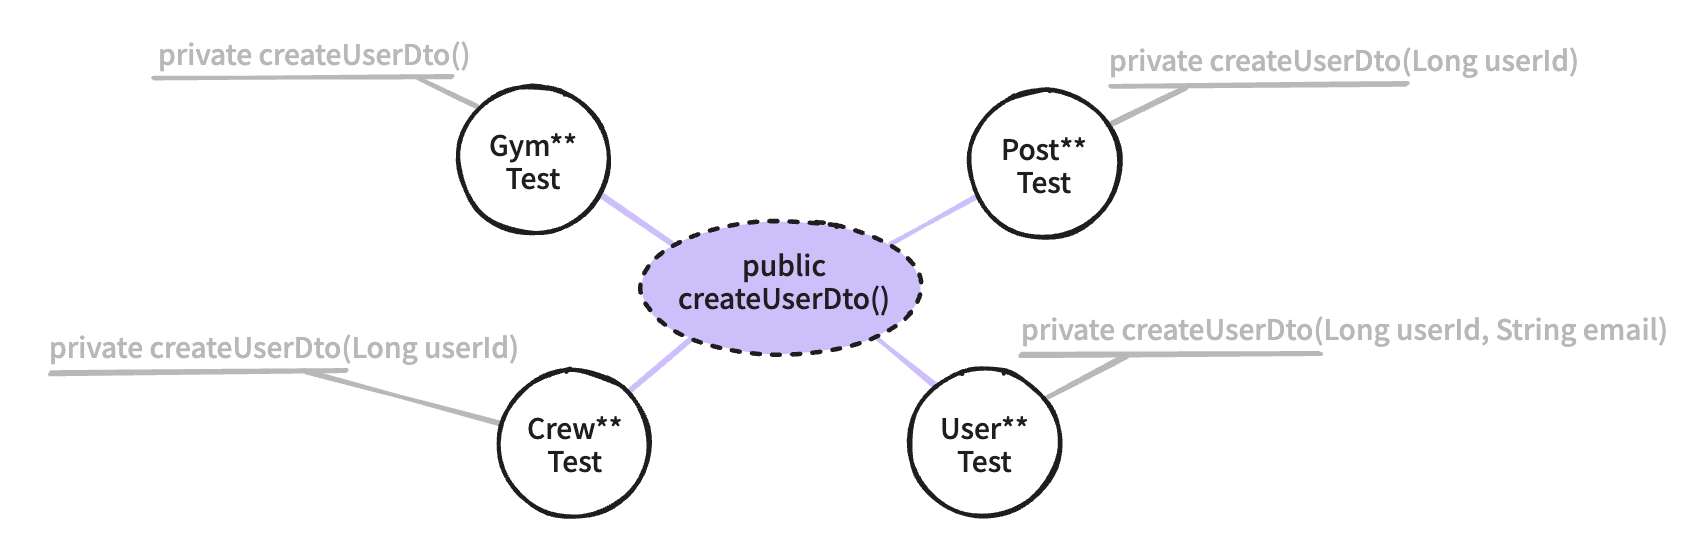 private createUserDto()
private createUserDto(Long userId)
Gym**
Test
Post**
Test
public
createUserDto()
private createUserDto(Long userId)
private createUserDto(Long userId, String email)
Crew**
Test
User**
Test